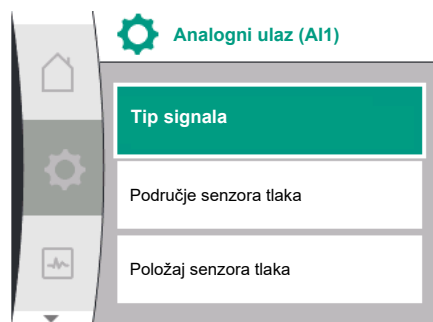 Analogni ulaz (AI1)
Tip signala
Područje senzora tlaka
Položaj senzora tlaka